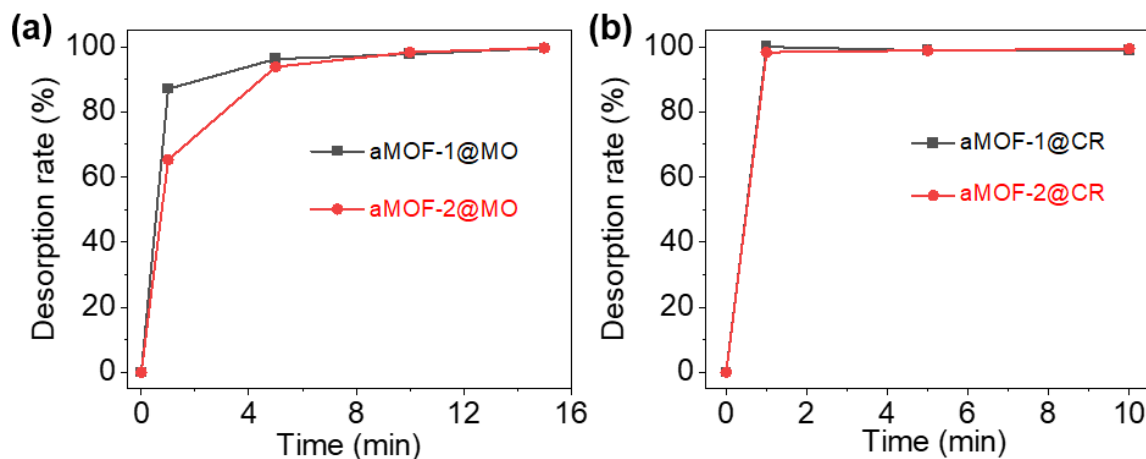 (a)
Desorption rate (%)
100
80
60
40
20
0
aMOF-1@MO
aMOF-2@MO
0 4 8 12 16
Time (min)
(b)
Desorption rate (%)
100
80
60
40
20
0
aMOF-1@CR
aMOF-2@CR
0 2 4 6 8 10
Time (min)